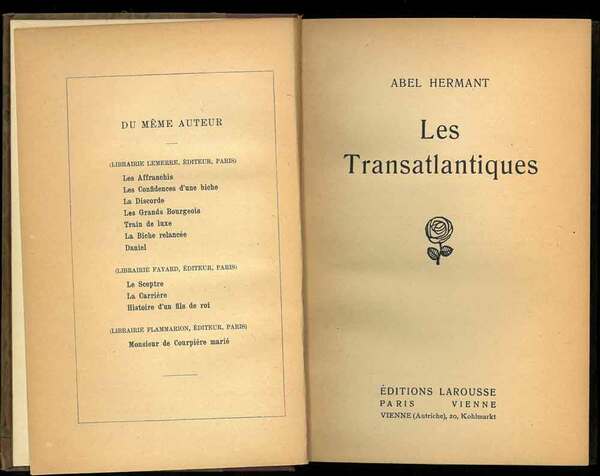 DU MÊME AUTEUR
(LIBRAIRIE LEMERRE, ÉDITEUR, PARIS)
Les Affranchis
Les Confidences d'une biche
La Discorde
Les Grands Bourgeois
Train de luxe
La Biche relancée
Daniel
(LIBRAIRIE FAYARD, ÉDITEUR, PARIS)
Le Sceptre
La Carrière
Histoire d'un fils de roi
(LIBRAIRIE FLAMMARION, ÉDITEUR, PARIS)
Monsieur de Courpière marié
ABEL HERMANT
Les
Transatlantiques
ÉDITIONS LAROUSSE
PARIS VIENNE
VIENNE (Autriche), 20, Kohlmarkt